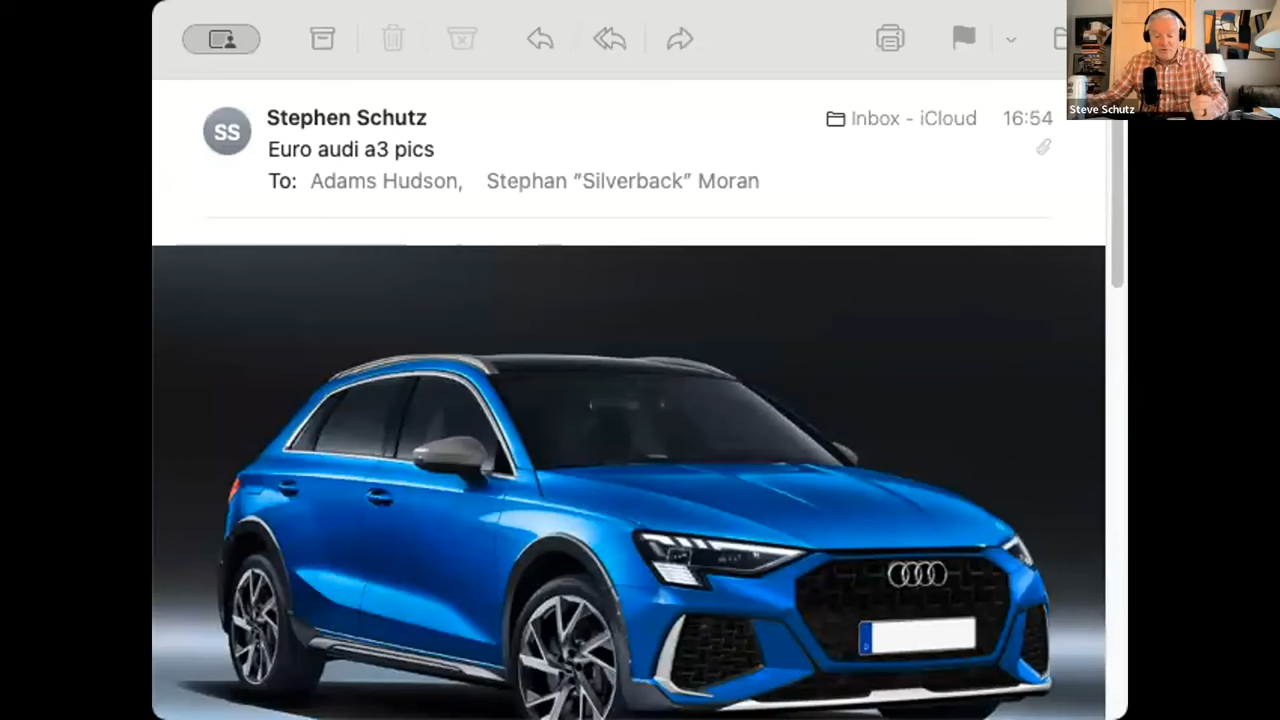 Steve Schutz
SS
Stephen Schutz
Inbox - iCloud
16:54
Euro audi a3 pics
To: Adams Hudson, Stephan "Silverback" Moran
D